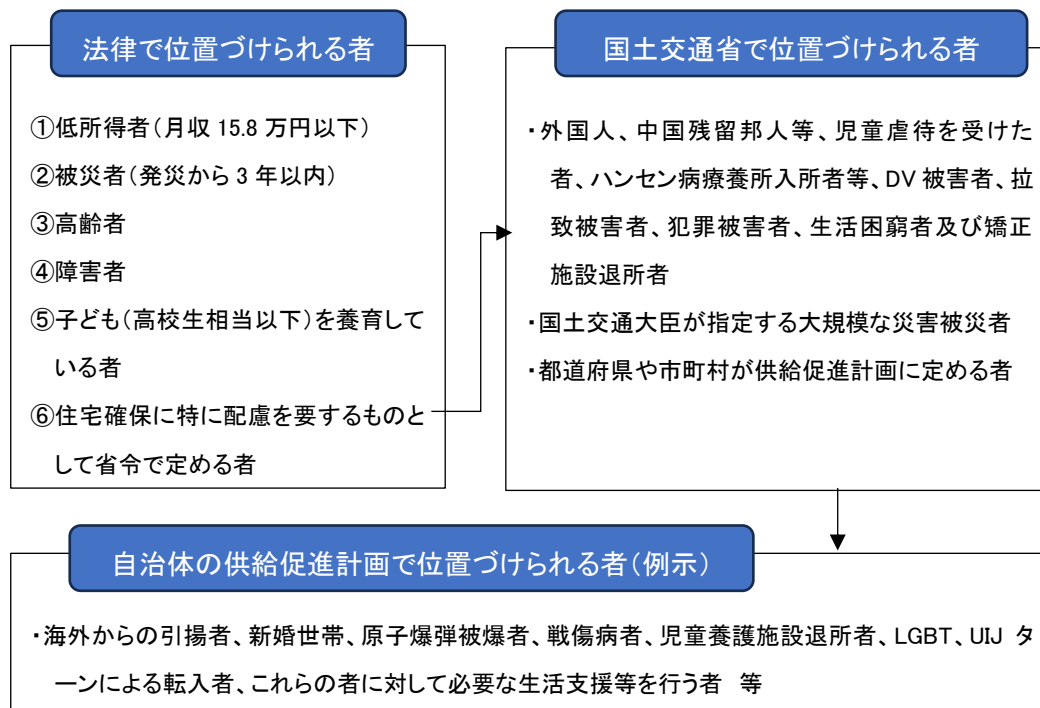 法律で位置づけられる者
①低所得者（月収 15.8 万円以下）
②被災者（発災から 3 年以内）
③高齢者
④障害者
⑤子ども（高校生相当以下）を養育して
いる者
⑥住宅確保に特に配慮を要するものと
して省令で定める者
国土交通省で位置づけられる者
・外国人、中国残留邦人等、児童虐待を受けた
者、ハンセン病療養所入所者等、DV 被害者、拉
致被害者、犯罪被害者、生活困窮者及び矯正
施設退所者
・国土交通大臣が指定する大規模な災害被災者
・都道府県や市町村が供給促進計画に定める者
自治体の供給促進計画で位置づけられる者（例示）
・海外からの引揚者、新婚世帯、原子爆弾被爆者、戦傷病者、児童養護施設退所者、LGBT、UIJ タ
ーンによる転入者、これらの者に対して必要な生活支援等を行う者　等